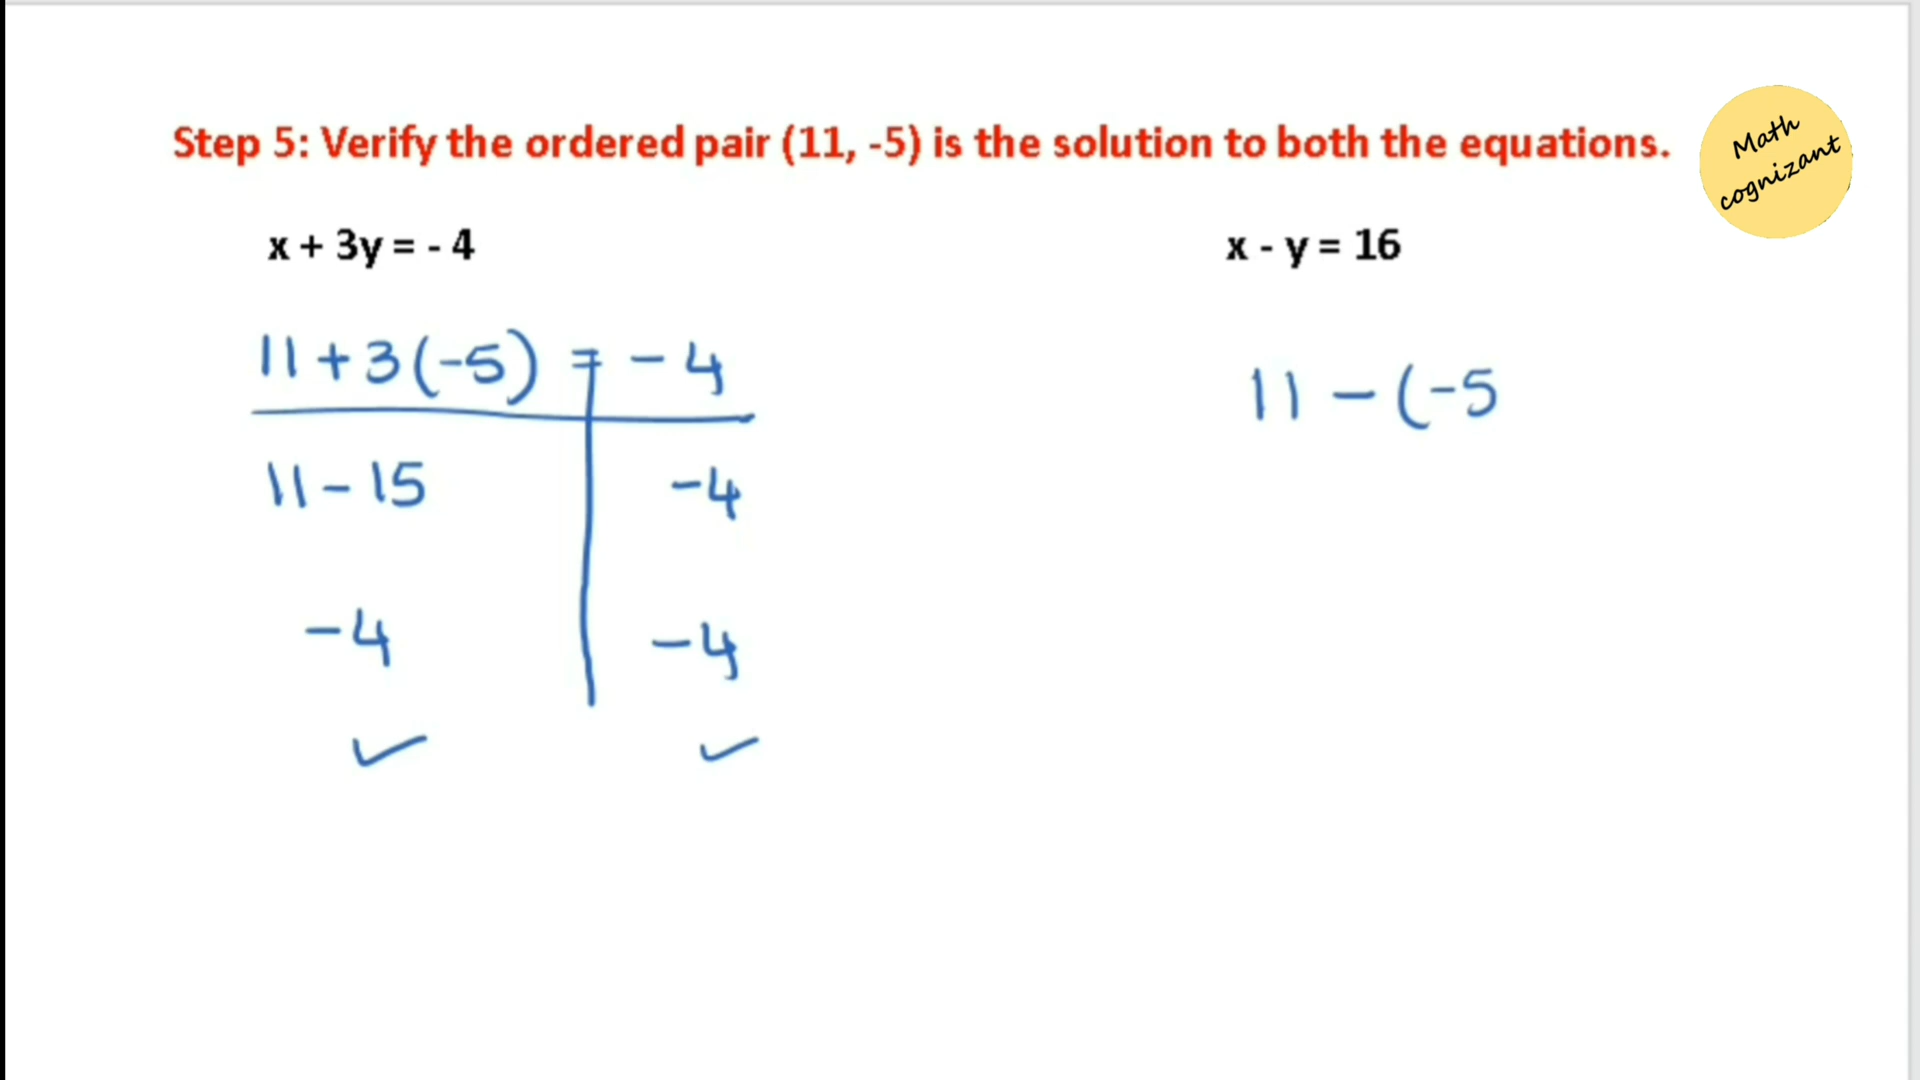 Step 5: Verify the ordered pair (11, -5) is the solution to both the equations.
Math
cognizant
x + 3y = - 4
11 + 3(-5) = - 4
11 - 15 -4
-4 -4
x - y = 16
11 - (-5